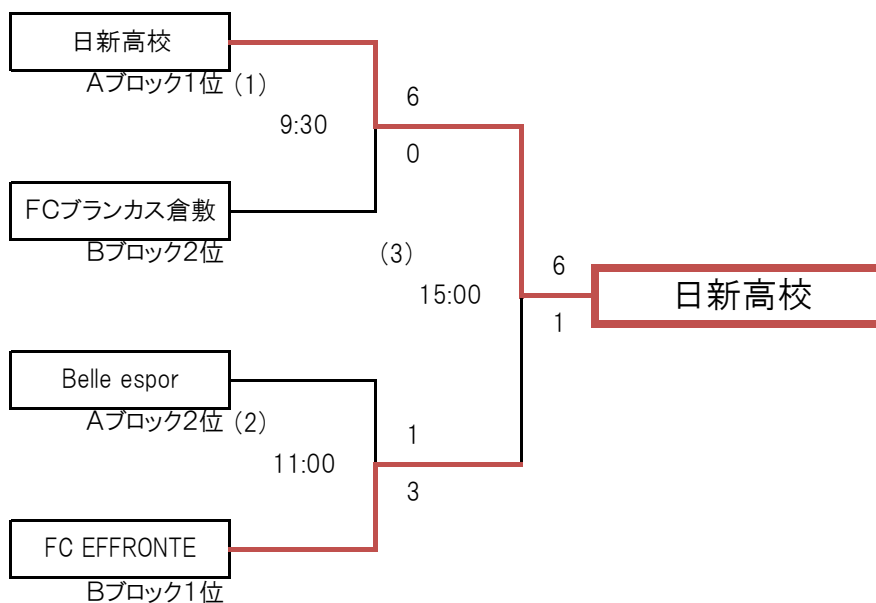 日新高校
Aブロック1位 (1)
6
9:30
0
FCブランカス倉敷
Bブロック2位
(3)
6
15:00
日新高校
1
Belle espor
Aブロック2位 (2)
1
11:00
3
FC EFFRONTE
Bブロック1位